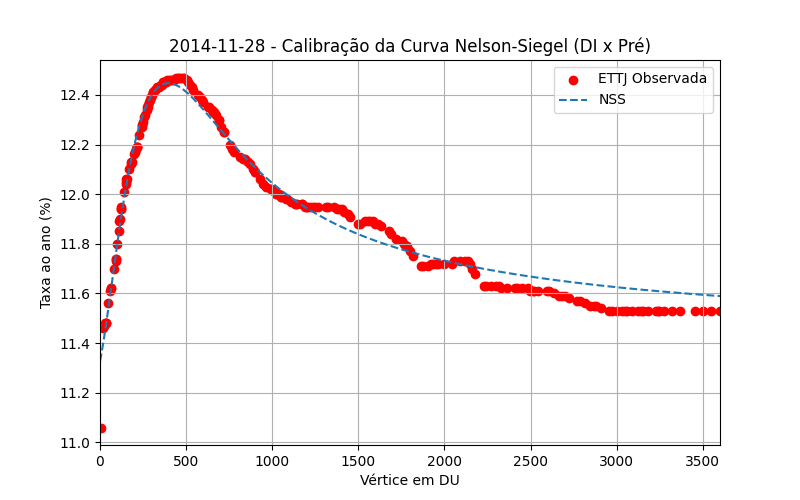 2014-11-28 - Calibração da Curva Nelson-Siegel (DI x Pré)
ETTJ Observada
NSS
Taxa ao ano (%)
12.4
12.2
12.0
11.8
11.6
11.4
11.2
11.0
0 500 1000 1500 2000 2500 3000 3500
Vértice em DU